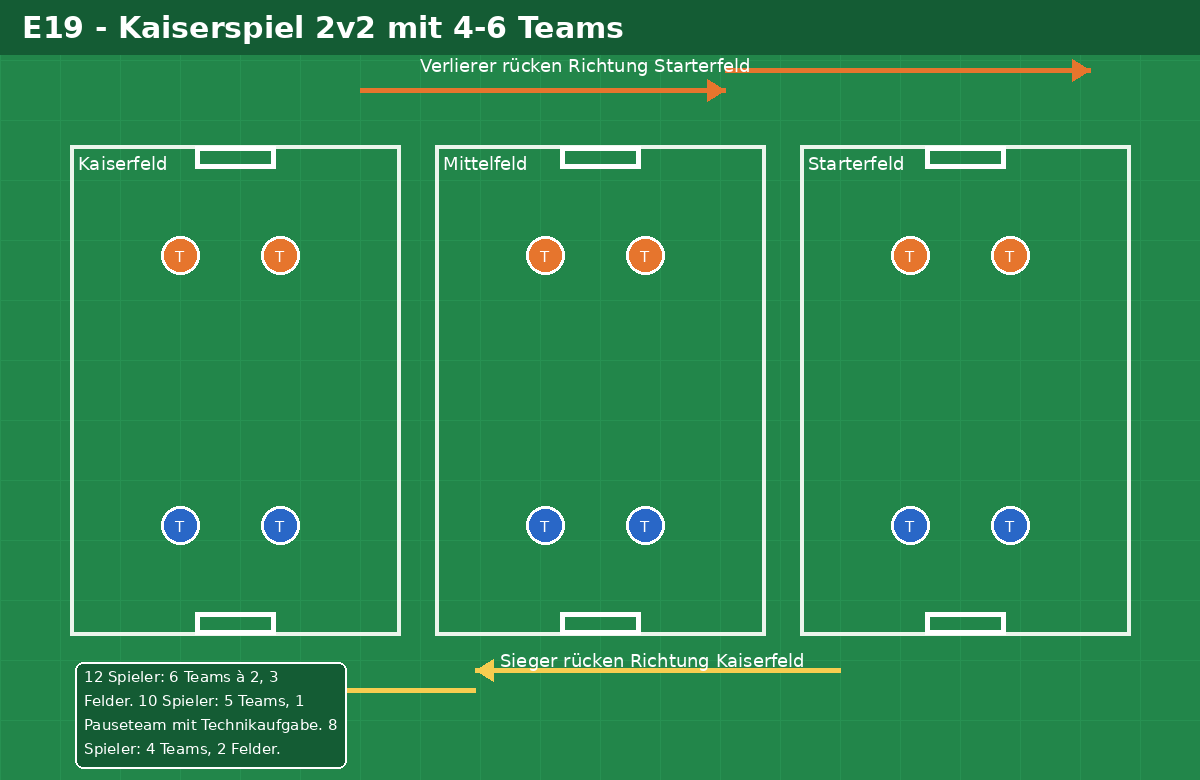 E19 - Kaiserspiel 2v2 mit 4-6 Teams
Verlierer rücken Richtung Starterfeld
Kaiserfeld
Mittelfeld
Starterfeld
T T T T T T
T T T T T T
Sieger rücken Richtung Kaiserfeld
12 Spieler: 6 Teams à 2, 3
Felder. 10 Spieler: 5 Teams, 1
Pauseteam mit Technikaufgabe. 8
Spieler: 4 Teams, 2 Felder.